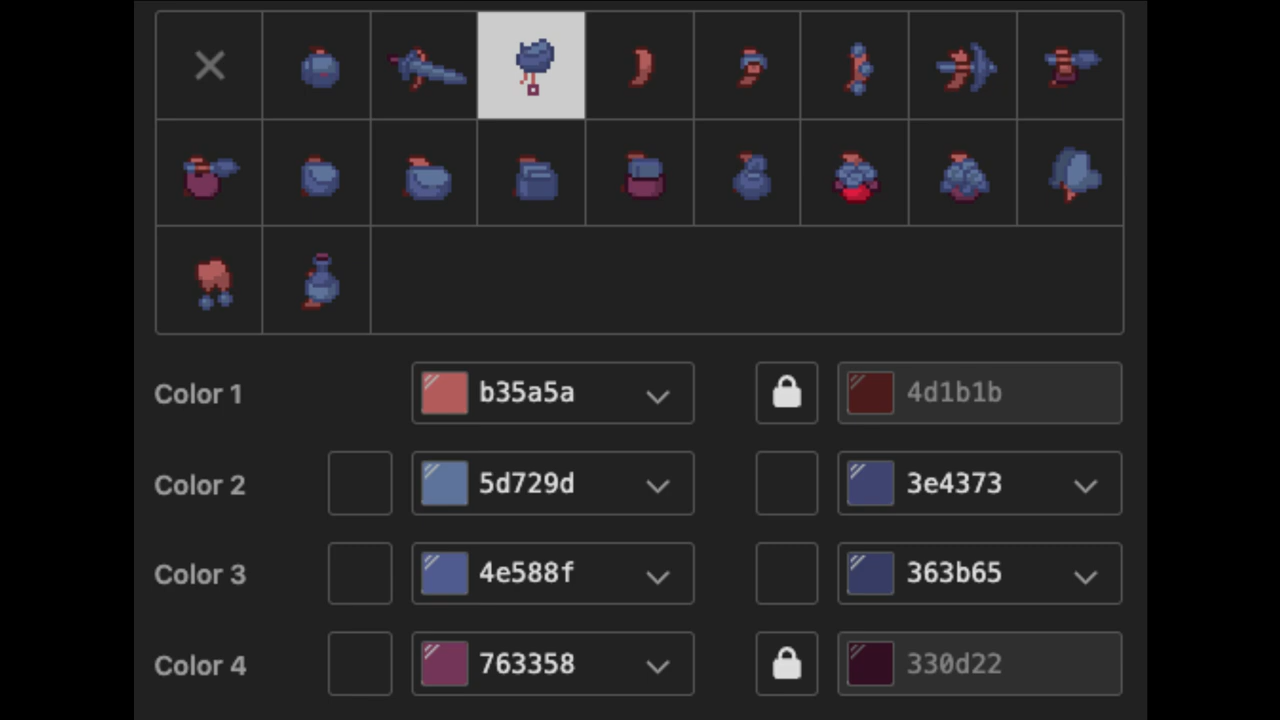 Color 1 b35a5a 4d1b1b
Color 2 5d729d 3e4373
Color 3 4e588f 363b65
Color 4 763358 330d22